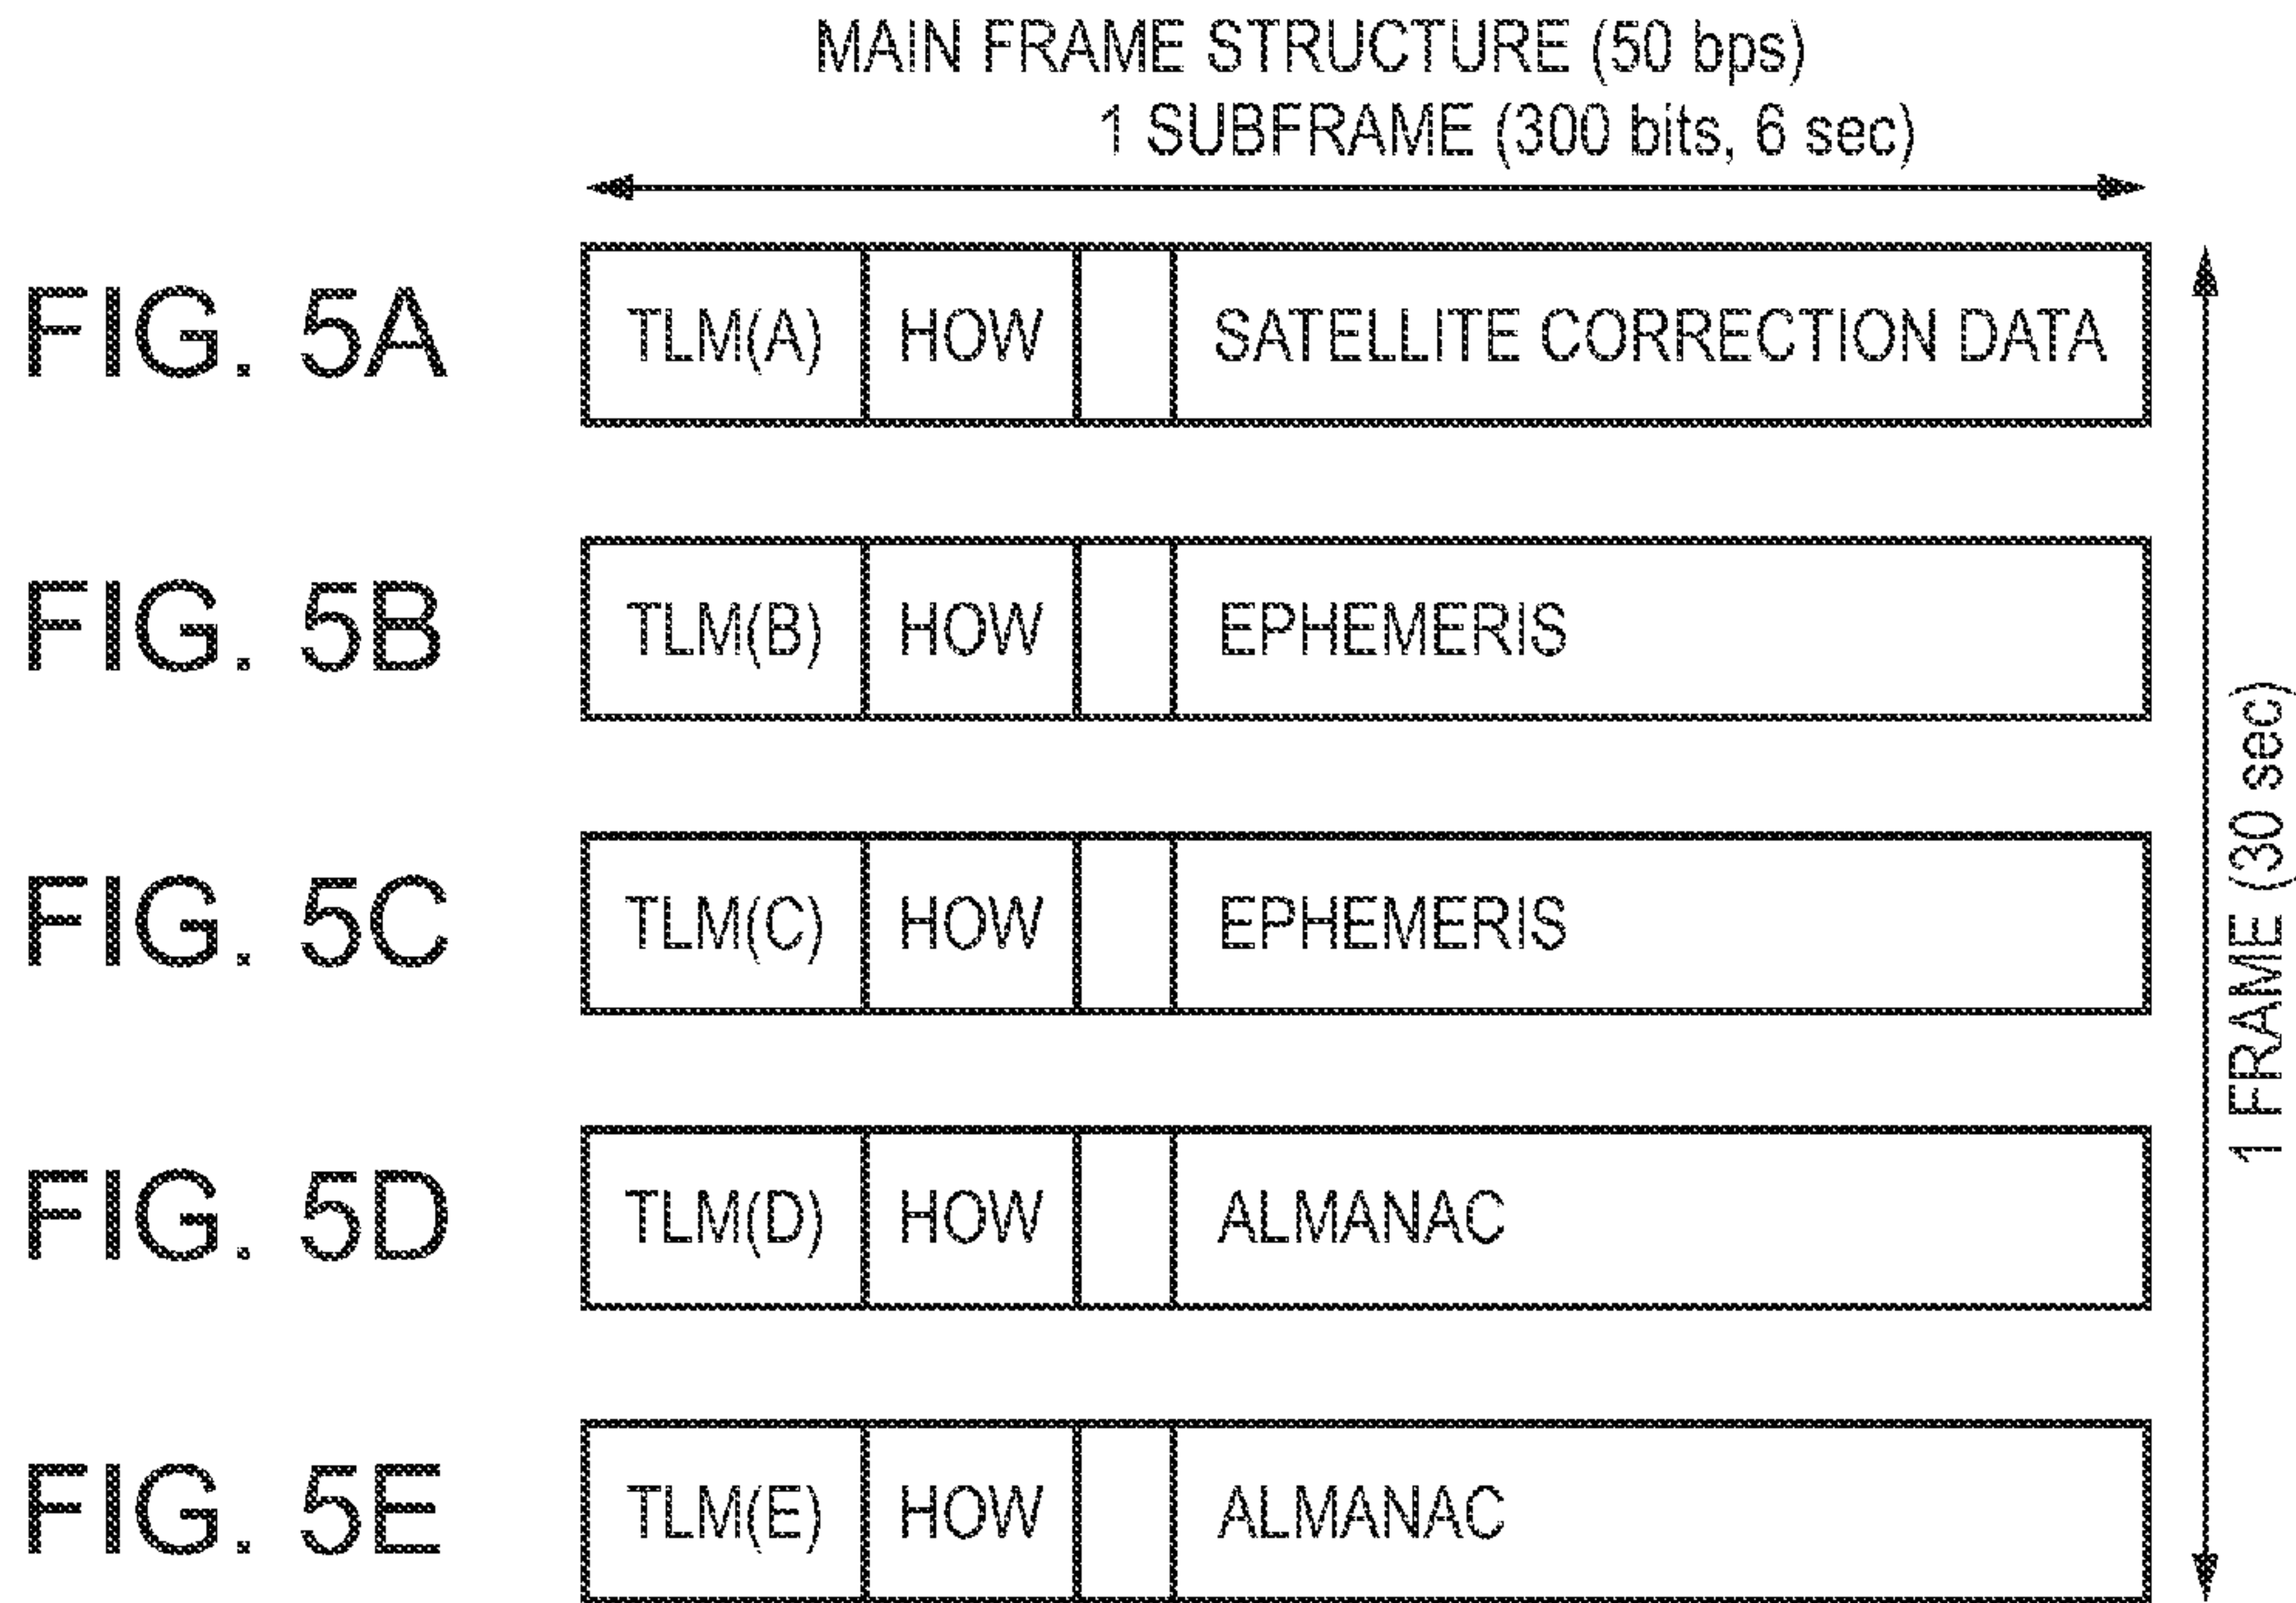 MAIN FRAME STRUCTURE (50 bps)
1 SUBFRAME (300 bits, 6 sec)
FIG. 5A TLM(A) HOW SATELLITE CORRECTION DATA
FIG. 5B TLM(B) HOW EPHEMERIS
FIG. 5C TLM(C) HOW EPHEMERIS
FIG. 5D TLM(D) HOW ALMANAC
FIG. 5E TLM(E) HOW ALMANAC
1 FRAME (30 sec)